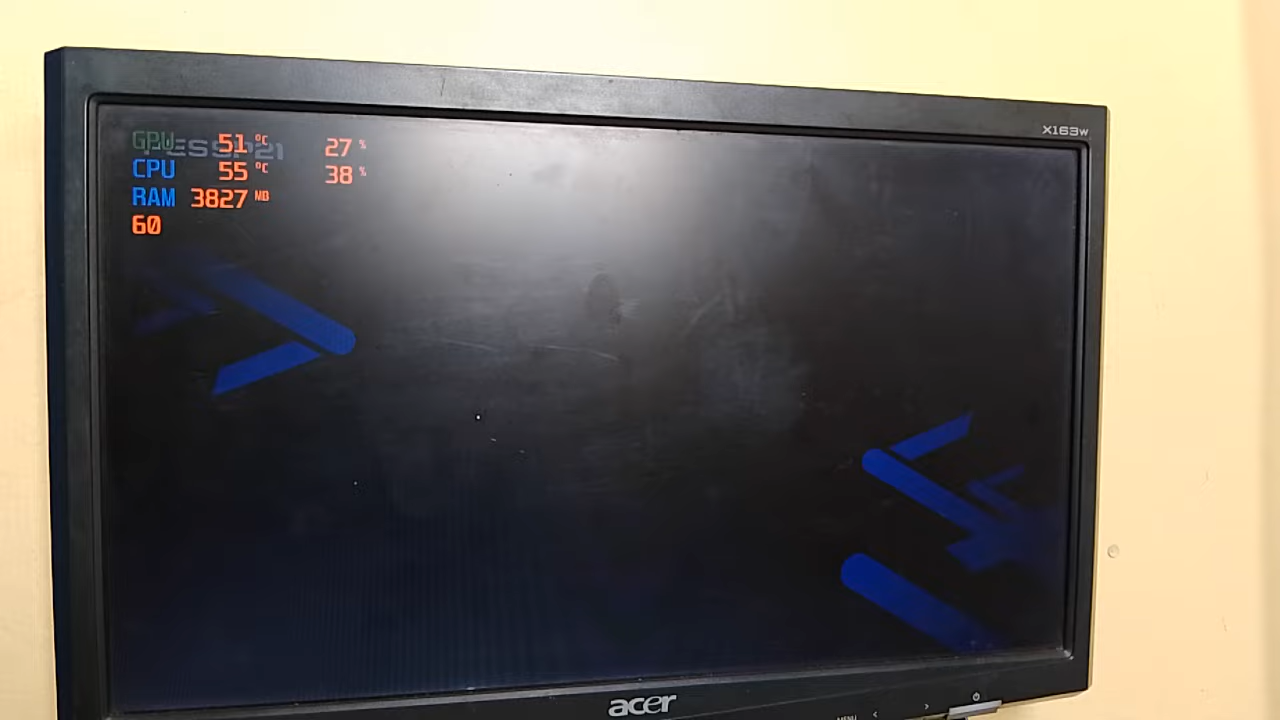 X163w
GPU 51 °C 27 %
CPU 55 °C 38 %
RAM 3827 MB
60
acer
MENU < >